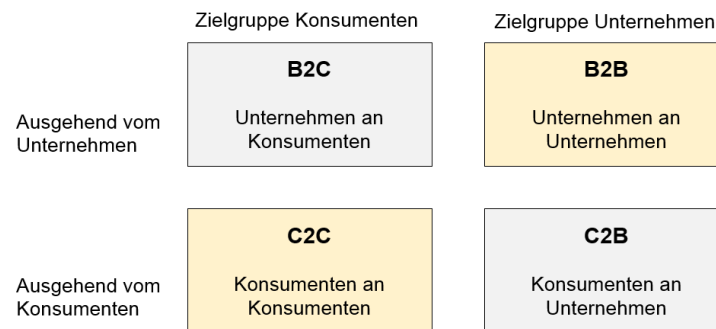 Zielgruppe Konsumenten
Zielgruppe Unternehmen
Ausgehend vom
Unternehmen
B2C
Unternehmen an
Konsumenten
B2B
Unternehmen an
Unternehmen
Ausgehend vom
Konsumenten
C2C
Konsumenten an
Konsumenten
C2B
Konsumenten an
Unternehmen